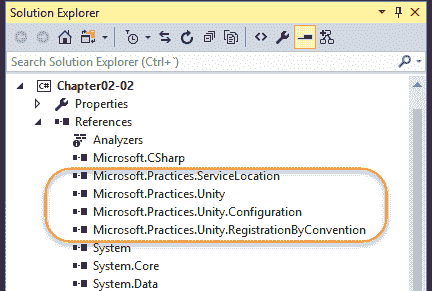 Solution Explorer
Search Solution Explorer (Ctrl+`)
C# Chapter02-02
Properties
References
Analyzers
Microsoft.CSharp
Microsoft.Practices.ServiceLocation
Microsoft.Practices.Unity
Microsoft.Practices.Unity.Configuration
Microsoft.Practices.Unity.RegistrationByConvention
System
System.Core
System.Data